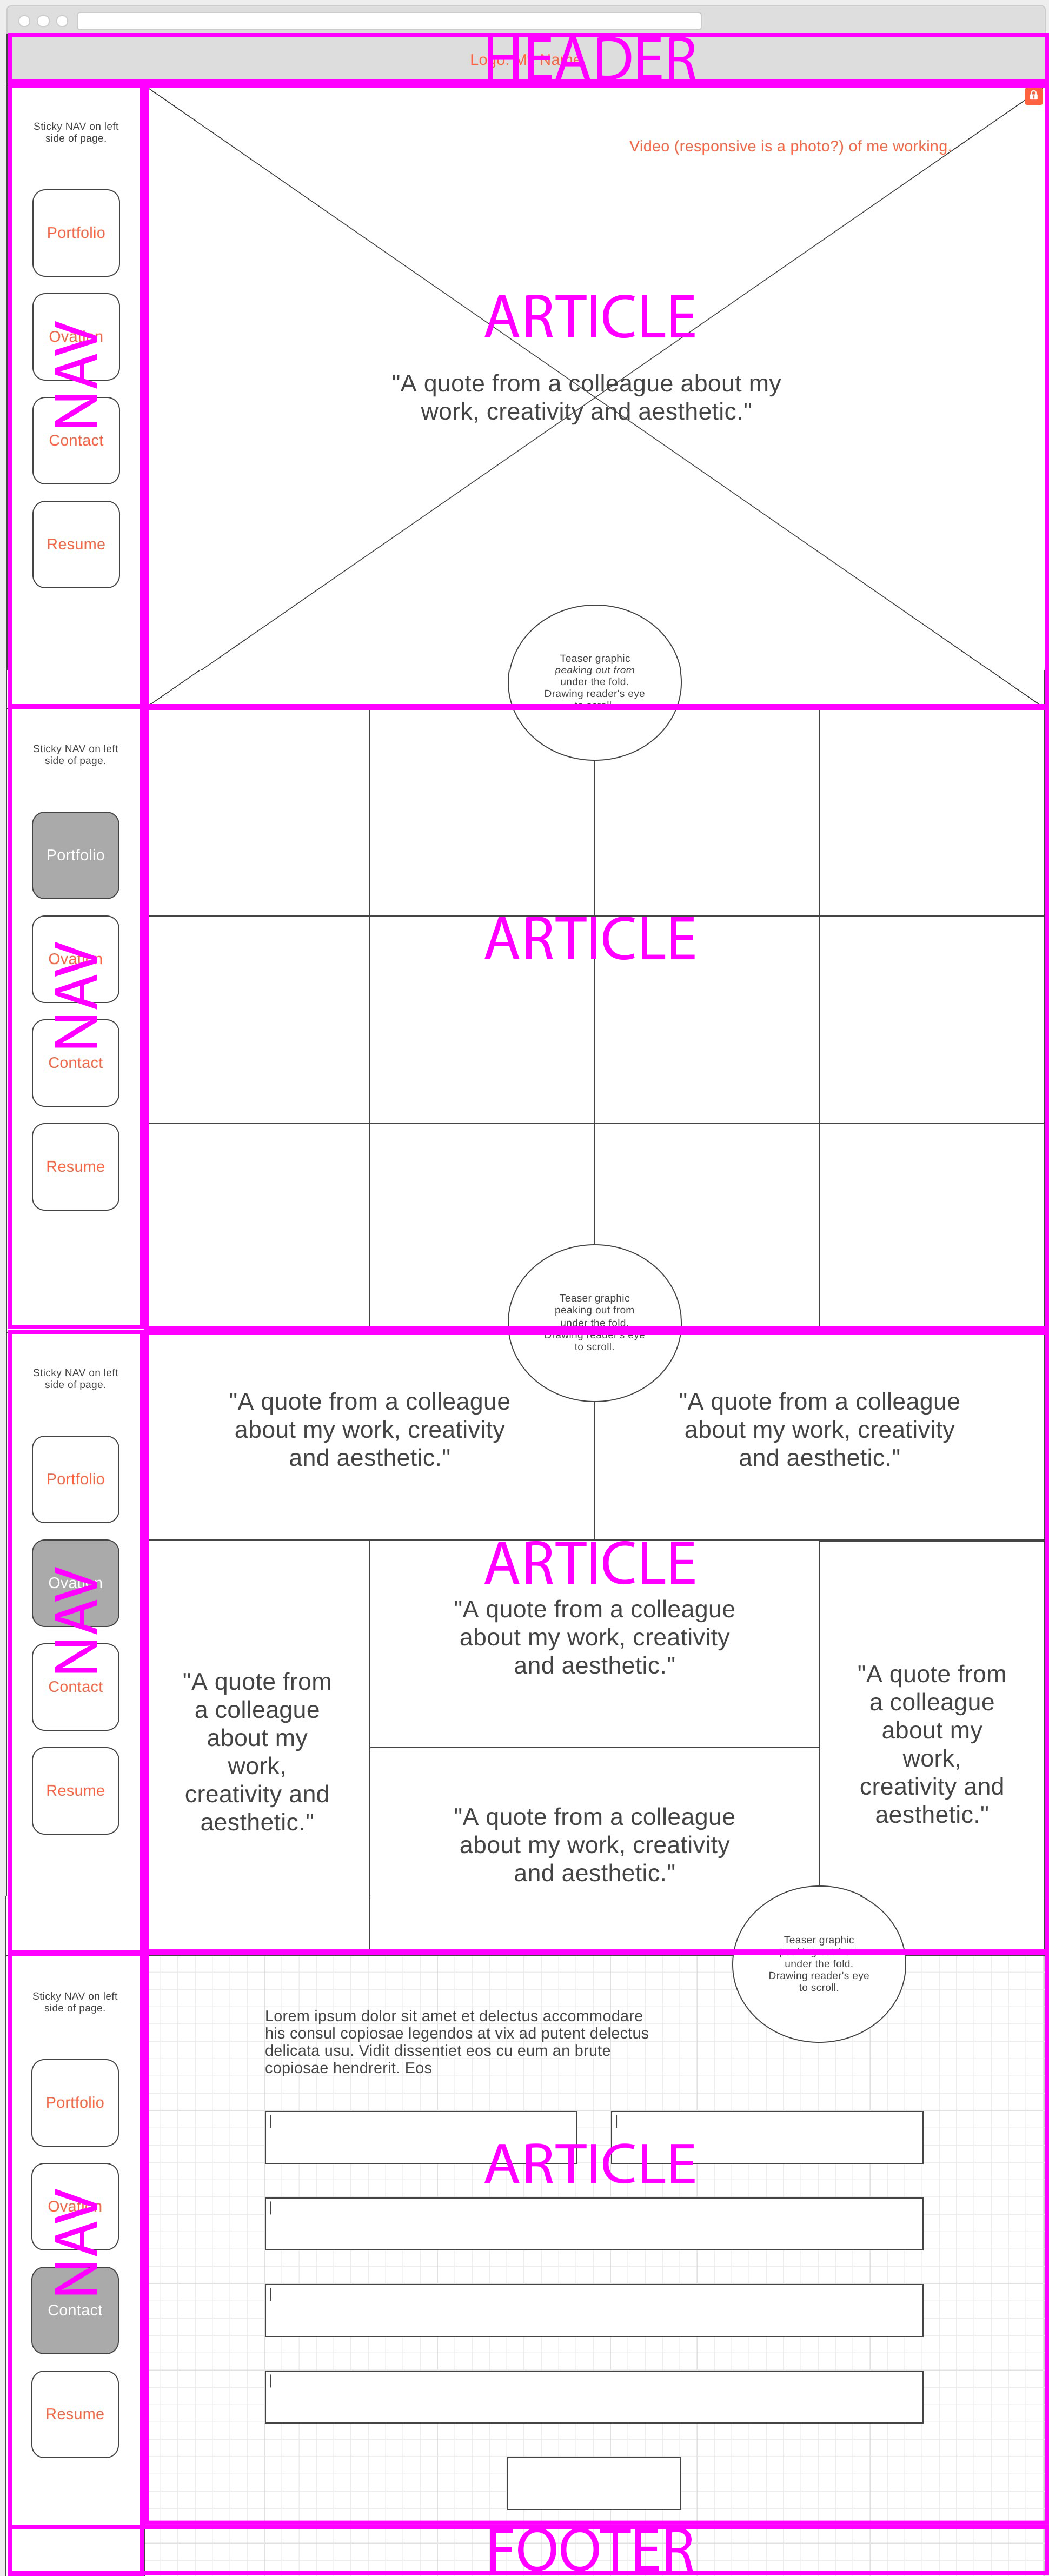 HEADER
Logo: My Name
Sticky NAV on left
side of page.
Video (responsive is a photo?) of me working.
Portfolio
ARTICLE
Ovation
NAV
"A quote from a colleague about my
work, creativity and aesthetic."
Contact
Resume
Teaser graphic
peaking out from
under the fold.
Drawing reader's eye
to scroll.
Sticky NAV on left
side of page.
Portfolio
ARTICLE
Ovation
NAV
Contact
Resume
Teaser graphic
peaking out from
under the fold.
Drawing reader's eye
to scroll.
Sticky NAV on left
side of page.
"A quote from a colleague
about my work, creativity
and aesthetic."
"A quote from a colleague
about my work, creativity
and aesthetic."
Portfolio
ARTICLE
Ovation
NAV
Contact
Resume
"A quote from a colleague
about my work, creativity
and aesthetic."
"A quote from
a colleague
about my
work,
creativity and
aesthetic."
"A quote from
a colleague
about my
work,
creativity and
aesthetic."
"A quote from a colleague
about my work, creativity
and aesthetic."
Teaser graphic
peaking out from
under the fold.
Drawing reader's eye
to scroll.
Sticky NAV on left
side of page.
Lorem ipsum dolor sit amet et delectus accommodare
his consul copiosae legendos at vix ad putent delectus
delicata usu. Vidit dissentiet eos cu eum an brute
copiosae hendrerit. Eos
Portfolio
ARTICLE
Ovation
NAV
Contact
Resume
FOOTER